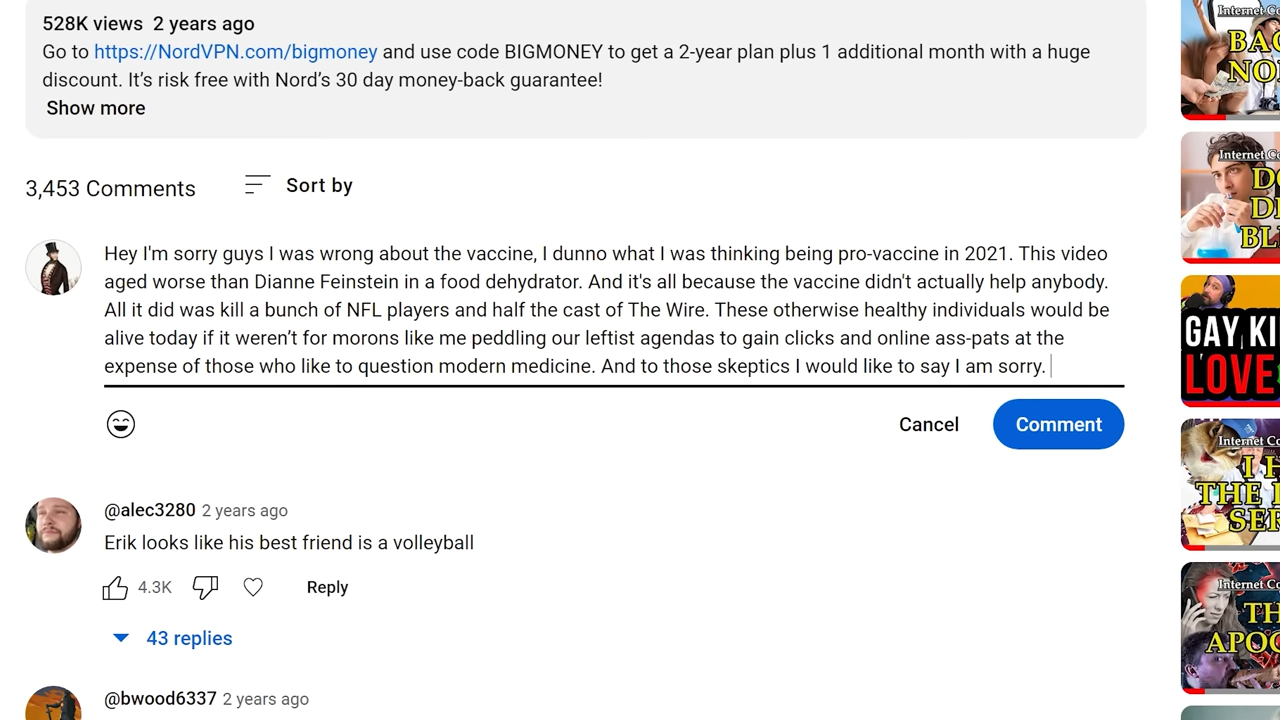 528K views 2 years ago
Go to https://NordVPN.com/bigmoney and use code BIGMONEY to get a 2-year plan plus 1 additional month with a huge
discount. It’s risk free with Nord’s 30 day money-back guarantee!
Show more
3,453 Comments Sort by
Hey I'm sorry guys I was wrong about the vaccine, I dunno what I was thinking being pro-vaccine in 2021. This video
aged worse than Dianne Feinstein in a food dehydrator. And it's all because the vaccine didn't actually help anybody.
All it did was kill a bunch of NFL players and half the cast of The Wire. These otherwise healthy individuals would be
alive today if it weren’t for morons like me peddling our leftist agendas to gain clicks and online ass-pats at the
expense of those who like to question modern medicine. And to those skeptics I would like to say I am sorry.
Cancel Comment
@alec3280 2 years ago
Erik looks like his best friend is a volleyball
4.3K Reply
43 replies
@bwood6337 2 years ago
Internet
Internet
Internet
Internet
GAY
LOVE
I
THE